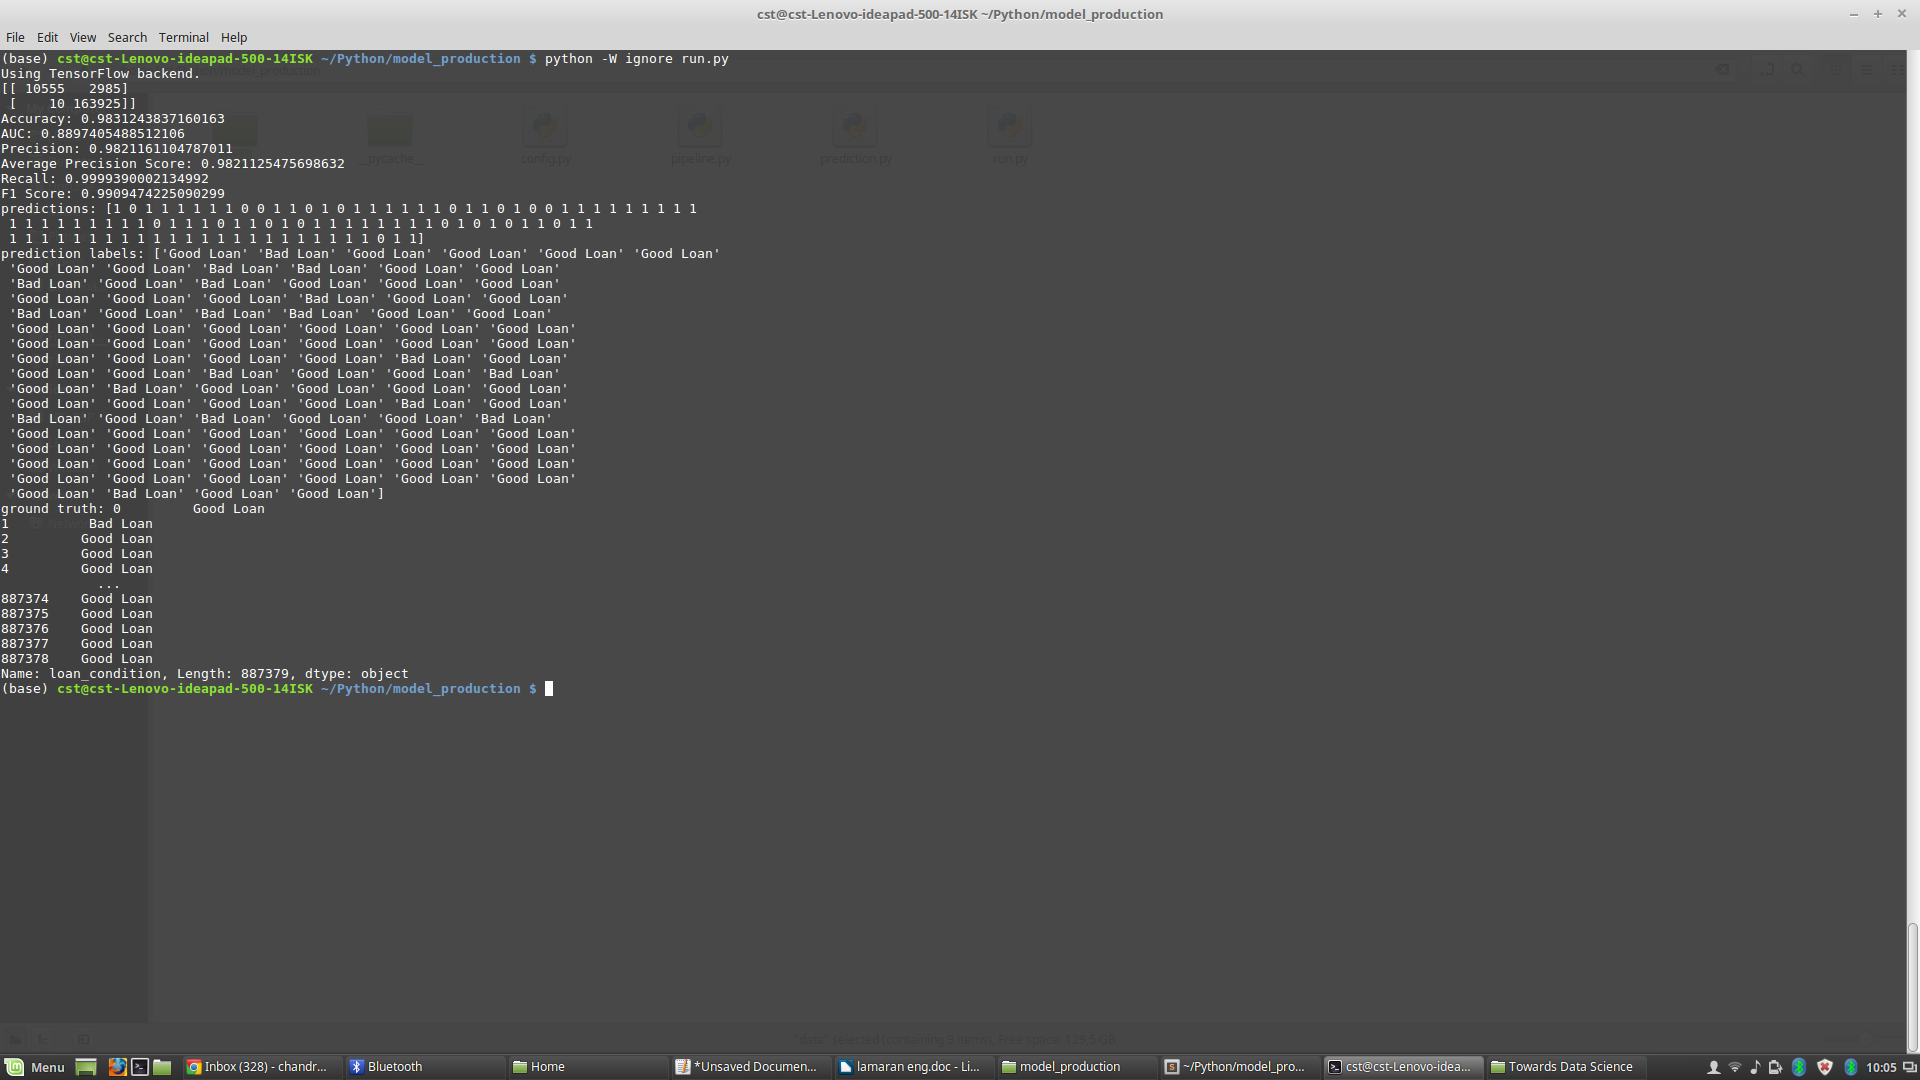 cst@cst-Lenovo-ideapad-500-14ISK ~/Python/model_production
File Edit View Search Terminal Help
(base) cst@cst-Lenovo-ideapad-500-14ISK ~/Python/model_production $ python -W ignore run.py
Using TensorFlow backend.
[[ 10555   2985]
 [    10 163925]]
Accuracy: 0.9831243837160163
AUC: 0.8897405488512106
Precision: 0.9821161104787011
Average Precision Score: 0.9821125475698632
Recall: 0.9999390002134992
F1 Score: 0.9909474225090299
predictions: [1 0 1 1 1 1 1 1 0 0 1 1 0 1 0 1 1 1 1 1 1 0 1 1 0 1 0 0 1 1 1 1 1 1 1 1 1
 1 1 1 1 1 1 1 1 1 0 1 1 1 0 1 1 0 1 0 1 1 1 1 1 1 1 1 0 1 0 1 0 1 1 0 1 1
 1 1 1 1 1 1 1 1 1 1 1 1 1 1 1 1 1 1 1 1 1 1 1 0 1 1]
prediction labels: ['Good Loan' 'Bad Loan' 'Good Loan' 'Good Loan' 'Good Loan' 'Good Loan'
 'Good Loan' 'Good Loan' 'Bad Loan' 'Bad Loan' 'Good Loan' 'Good Loan'
 'Bad Loan' 'Good Loan' 'Bad Loan' 'Good Loan' 'Good Loan' 'Good Loan'
 'Good Loan' 'Good Loan' 'Good Loan' 'Bad Loan' 'Good Loan' 'Good Loan'
 'Bad Loan' 'Good Loan' 'Bad Loan' 'Bad Loan' 'Good Loan' 'Good Loan'
 'Good Loan' 'Good Loan' 'Good Loan' 'Good Loan' 'Good Loan' 'Good Loan'
 'Good Loan' 'Good Loan' 'Good Loan' 'Good Loan' 'Good Loan' 'Good Loan'
 'Good Loan' 'Good Loan' 'Good Loan' 'Good Loan' 'Bad Loan' 'Good Loan'
 'Good Loan' 'Good Loan' 'Bad Loan' 'Good Loan' 'Good Loan' 'Bad Loan'
 'Good Loan' 'Bad Loan' 'Good Loan' 'Good Loan' 'Good Loan' 'Good Loan'
 'Good Loan' 'Good Loan' 'Good Loan' 'Good Loan' 'Bad Loan' 'Good Loan'
 'Bad Loan' 'Good Loan' 'Bad Loan' 'Good Loan' 'Good Loan' 'Bad Loan'
 'Good Loan' 'Good Loan' 'Good Loan' 'Good Loan' 'Good Loan' 'Good Loan'
 'Good Loan' 'Good Loan' 'Good Loan' 'Good Loan' 'Good Loan' 'Good Loan'
 'Good Loan' 'Good Loan' 'Good Loan' 'Good Loan' 'Good Loan' 'Good Loan'
 'Good Loan' 'Good Loan' 'Good Loan' 'Good Loan' 'Good Loan' 'Good Loan'
 'Good Loan' 'Bad Loan' 'Good Loan' 'Good Loan']
ground truth: 0         Good Loan
1          Bad Loan
2         Good Loan
3         Good Loan
4         Good Loan
            ...
887374    Good Loan
887375    Good Loan
887376    Good Loan
887377    Good Loan
887378    Good Loan
Name: loan_condition, Length: 887379, dtype: object
(base) cst@cst-Lenovo-ideapad-500-14ISK ~/Python/model_production $
__pycache__ config.py pipeline.py prediction.py run.py
"data" selected (containing 9 items), Free space: 129,5 GB
Menu Inbox (328) - chandr... Bluetooth Home *Unsaved Documen... lamaran eng.doc - Li... model_production ~/Python/model_pro... cst@cst-Lenovo-idea... Towards Data Science 10:05